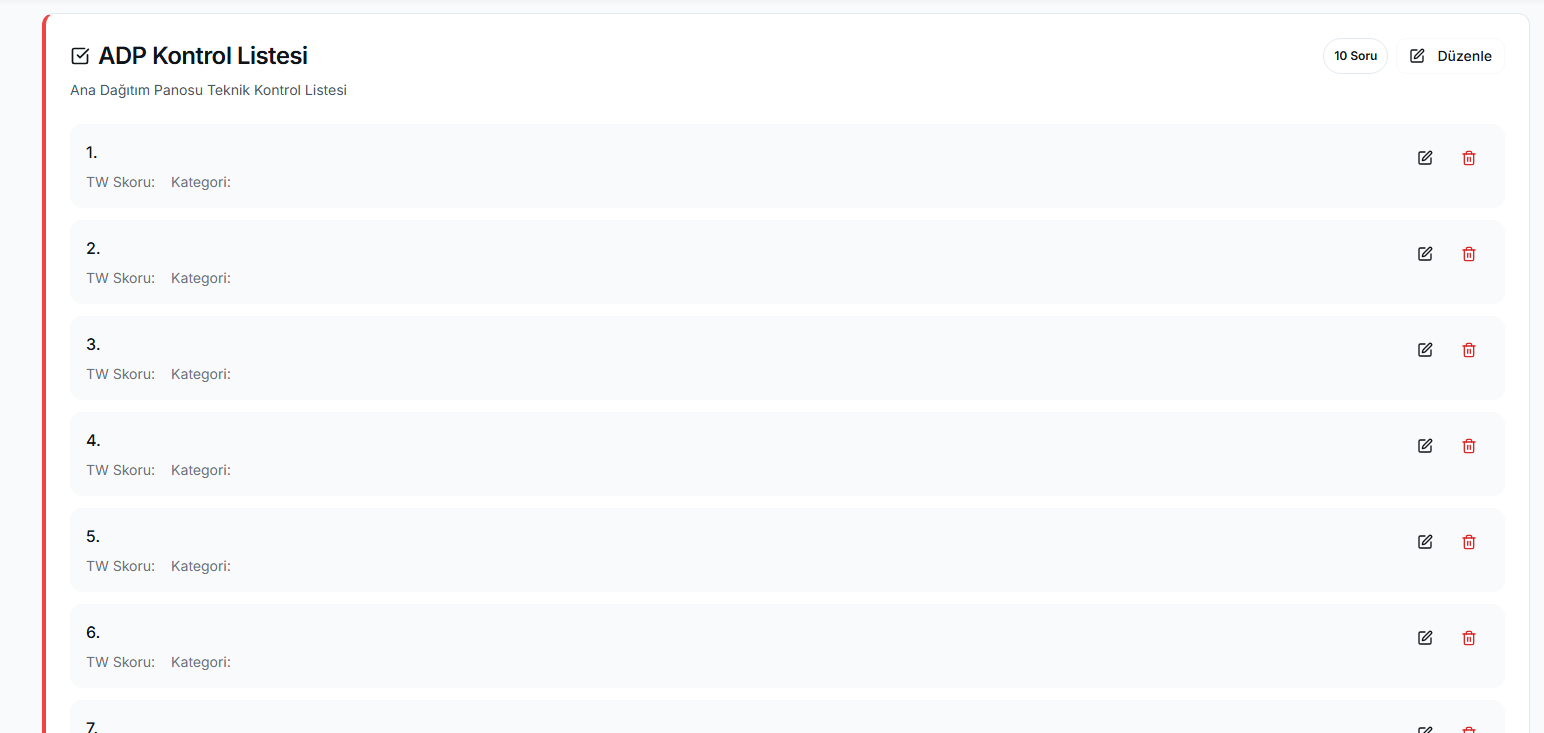 ADP Kontrol Listesi
10 Soru
Düzenle
Ana Dağıtım Panosu Teknik Kontrol Listesi
1.
TW Skoru: Kategori:
2.
TW Skoru: Kategori:
3.
TW Skoru: Kategori:
4.
TW Skoru: Kategori:
5.
TW Skoru: Kategori:
6.
TW Skoru: Kategori:
7.